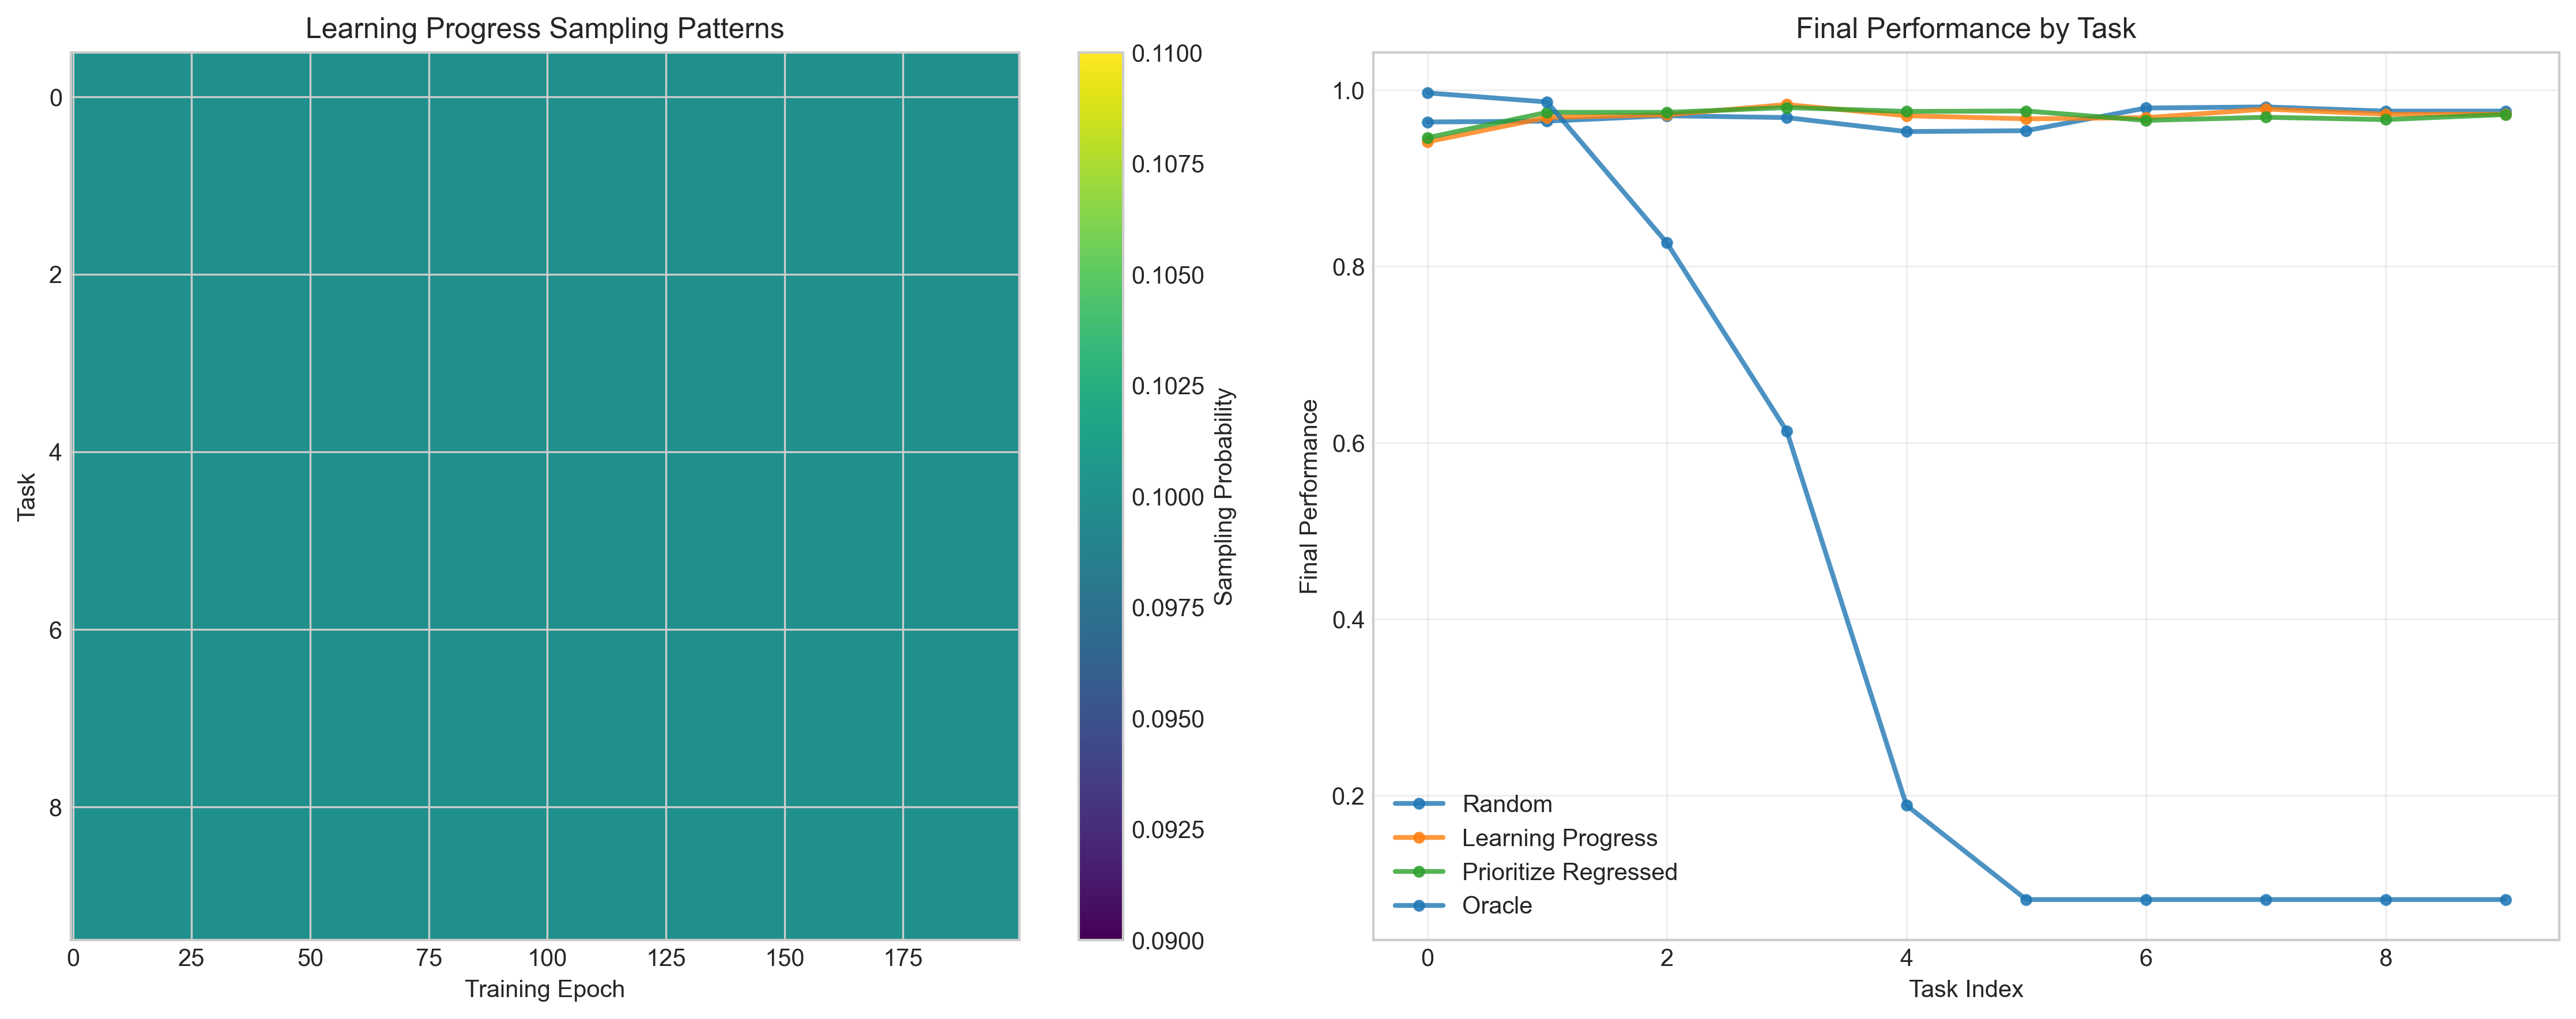 Learning Progress Sampling Patterns
Task
0
2
4
6
8
0 25 50 75 100 125 150 175
Training Epoch
0.1100
0.1075
0.1050
0.1025
0.1000
0.0975
0.0950
0.0925
0.0900
Sampling Probability
Final Performance by Task
Final Performance
1.0
0.8
0.6
0.4
0.2
Random
Learning Progress
Prioritize Regressed
Oracle
0 2 4 6 8
Task Index